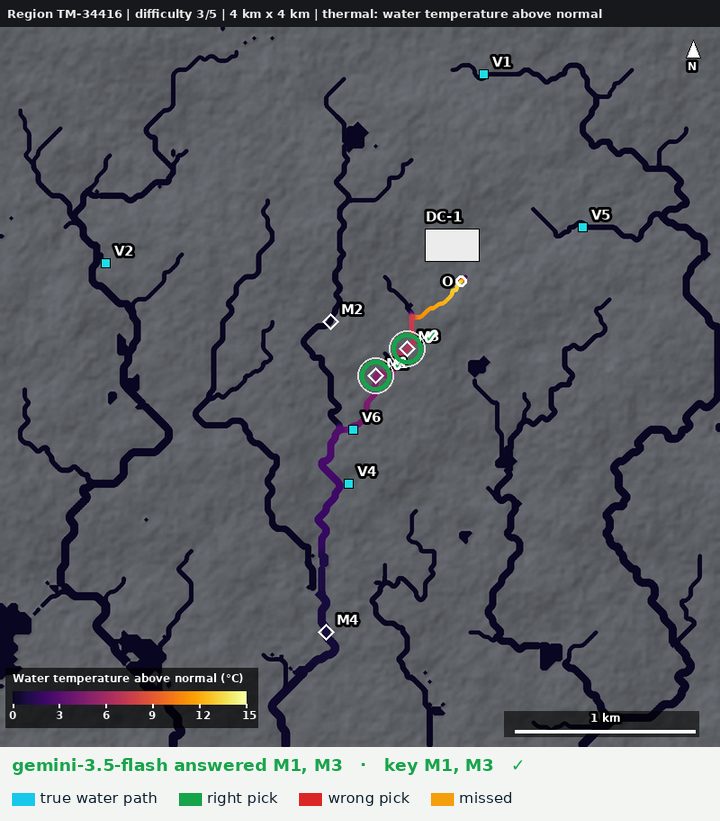 Region TM-34416 | difficulty 3/5 | 4 km x 4 km | thermal: water temperature above normal
V1
N
DC-1
V5
V2
O
M2
M3
V6
V4
M4
Water temperature above normal (°C)
0 3 6 9 12 15
1 km
gemini-3.5-flash answered M1, M3 · key M1, M3 ✓
true water path right pick wrong pick missed